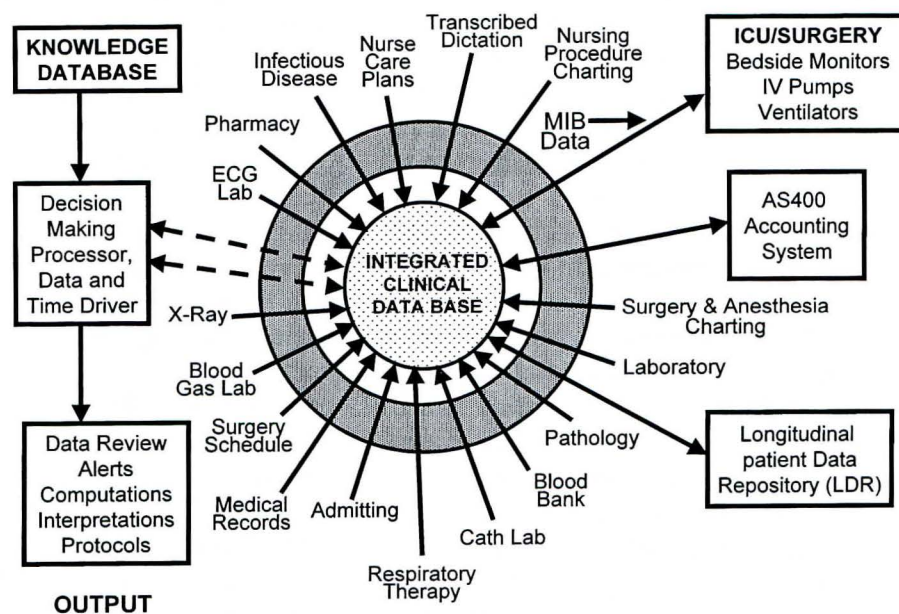 KNOWLEDGE
DATABASE
Decision
Making
Processor,
Data and
Time Driver
Data Review
Alerts
Computations
Interpretations
Protocols
OUTPUT
Pharmacy
ECG
Lab
Infectious
Disease
Nurse
Care
Plans
Transcribed
Dictation
Nursing
Procedure
Charting
MIB
Data
ICU/SURGERY
Bedside Monitors
IV Pumps
Ventilators
AS400
Accounting
System
INTEGRATED
CLINICAL
DATA BASE
X-Ray
Blood
Gas Lab
Surgery
Schedule
Medical
Records
Admitting
Respiratory
Therapy
Cath Lab
Blood
Bank
Pathology
Laboratory
Surgery & Anesthesia
Charting
Longitudinal
patient Data
Repository (LDR)